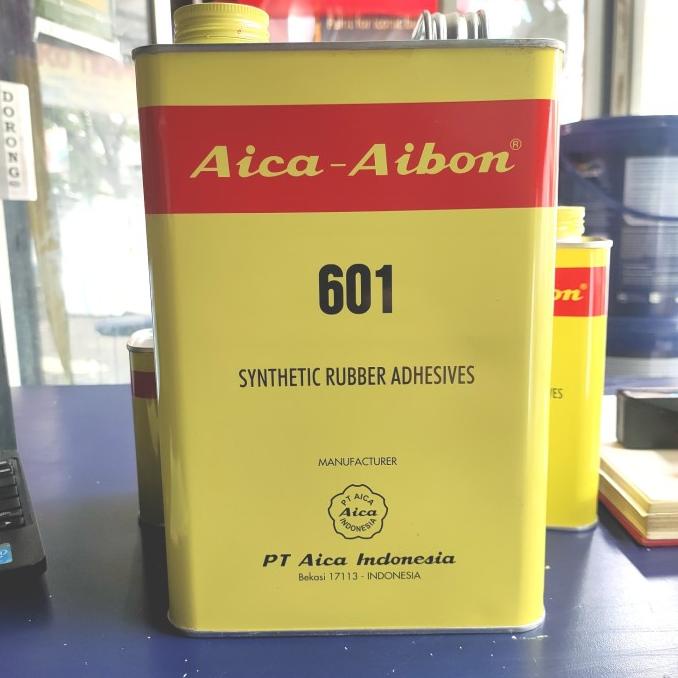 DORONG
Aica-Aibon®
601
SYNTHETIC RUBBER ADHESIVES
MANUFACTURER
PT AICA
Aica
INDONESIA
PT Aica Indonesia
Bekasi 17113 - INDONESIA
on®
VES
hp